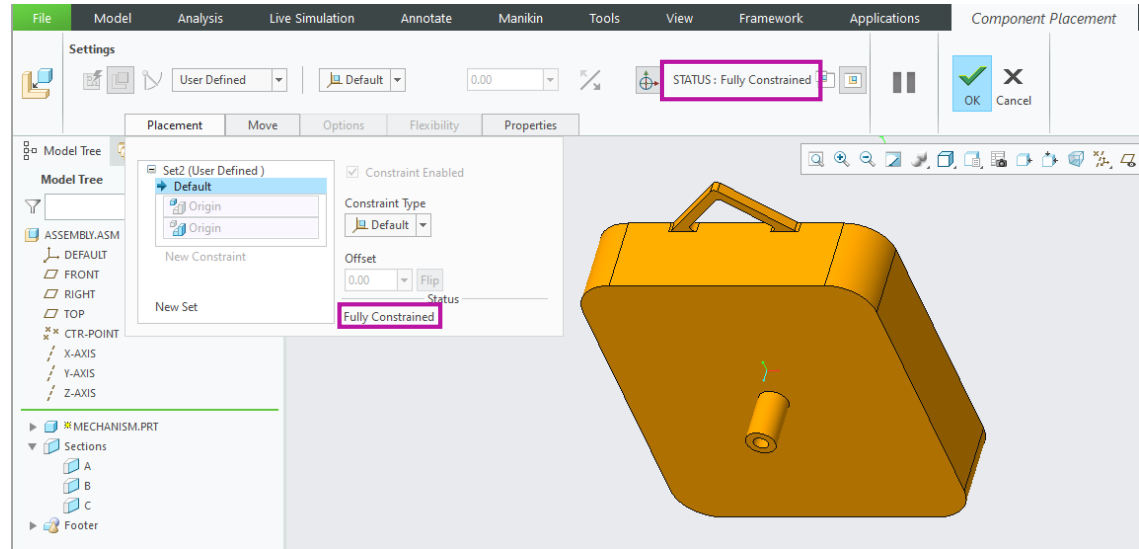 File Model Analysis Live Simulation Annotate Manikin Tools View Framework Applications Component Placement
Settings
User Defined Default 0.00 STATUS : Fully Constrained
OK Cancel
Placement Move Options Flexibility Properties
Model Tree
Model Tree
Set2 (User Defined )
Default
Origin
Origin
New Constraint
New Set
Constraint Enabled
Constraint Type
Default
Offset
0.00 Flip
Status
Fully Constrained
ASSEMBLY.ASM
DEFAULT
FRONT
RIGHT
TOP
CTR-POINT
X-AXIS
Y-AXIS
Z-AXIS
MECHANISM.PRT
Sections
A
B
C
Footer